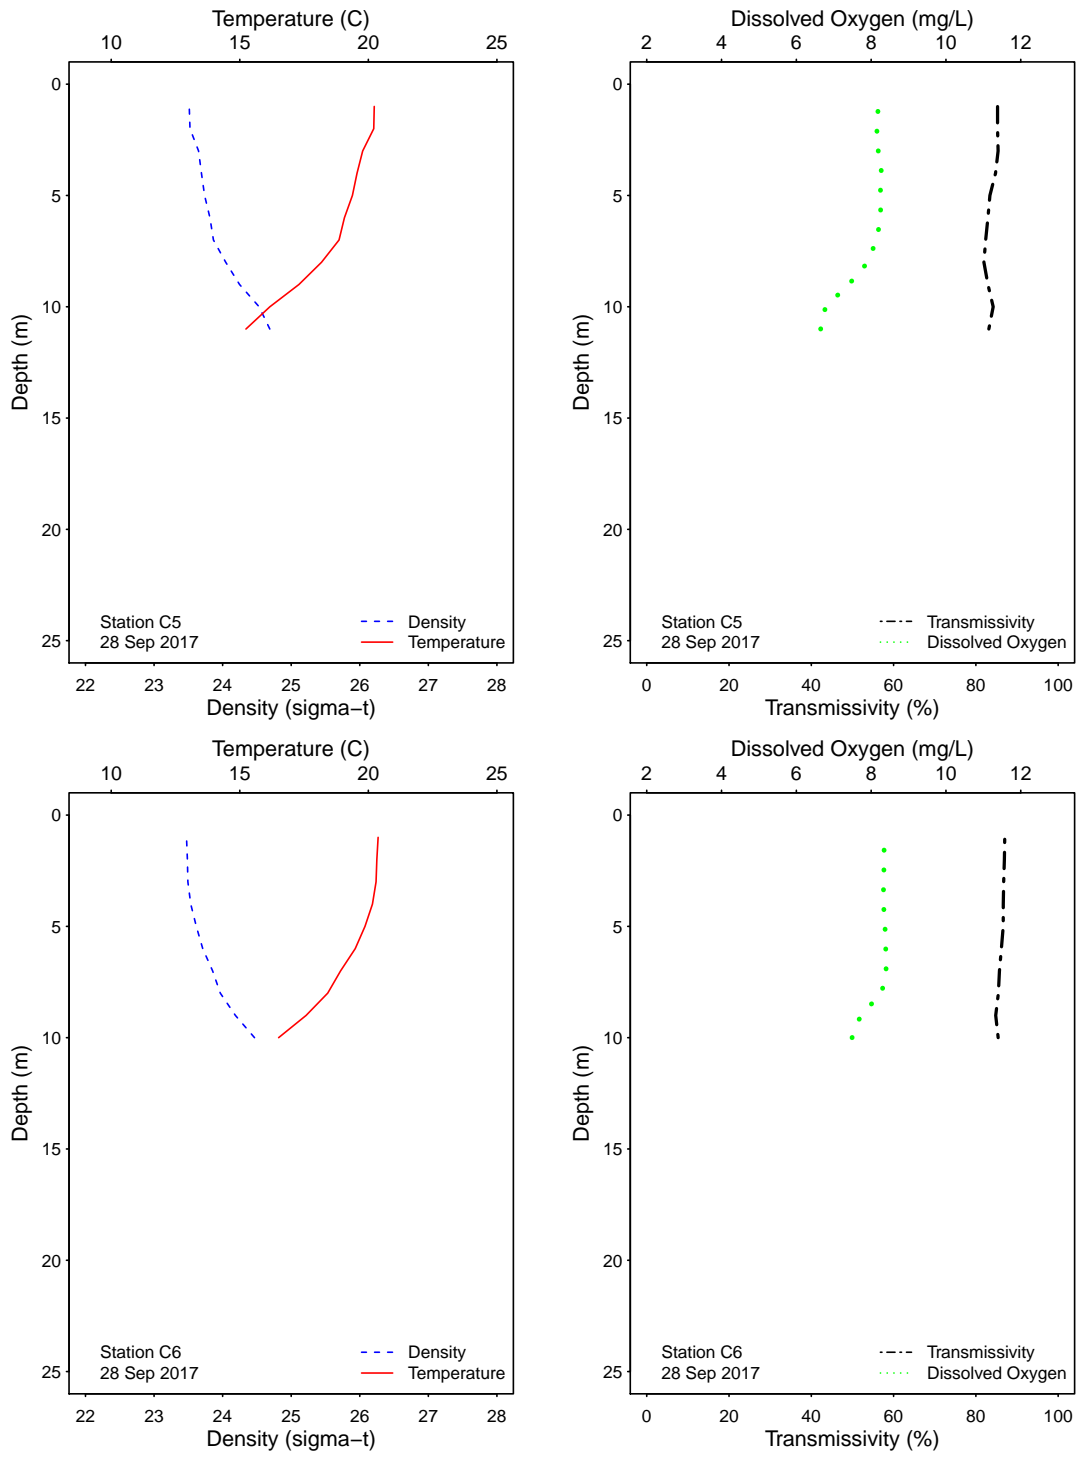 Temperature (C)
10 15 20 25
0
5
10
15
20
25
Depth (m)
Station C5
28 Sep 2017
Density
Temperature
22 23 24 25 26 27 28
Density (sigma−t)
Dissolved Oxygen (mg/L)
2 4 6 8 10 12
0
5
10
15
20
25
Depth (m)
Station C5
28 Sep 2017
Transmissivity
Dissolved Oxygen
0 20 40 60 80 100
Transmissivity (%)
Temperature (C)
10 15 20 25
0
5
10
15
20
25
Depth (m)
Station C6
28 Sep 2017
Density
Temperature
22 23 24 25 26 27 28
Density (sigma−t)
Dissolved Oxygen (mg/L)
2 4 6 8 10 12
0
5
10
15
20
25
Depth (m)
Station C6
28 Sep 2017
Transmissivity
Dissolved Oxygen
0 20 40 60 80 100
Transmissivity (%)